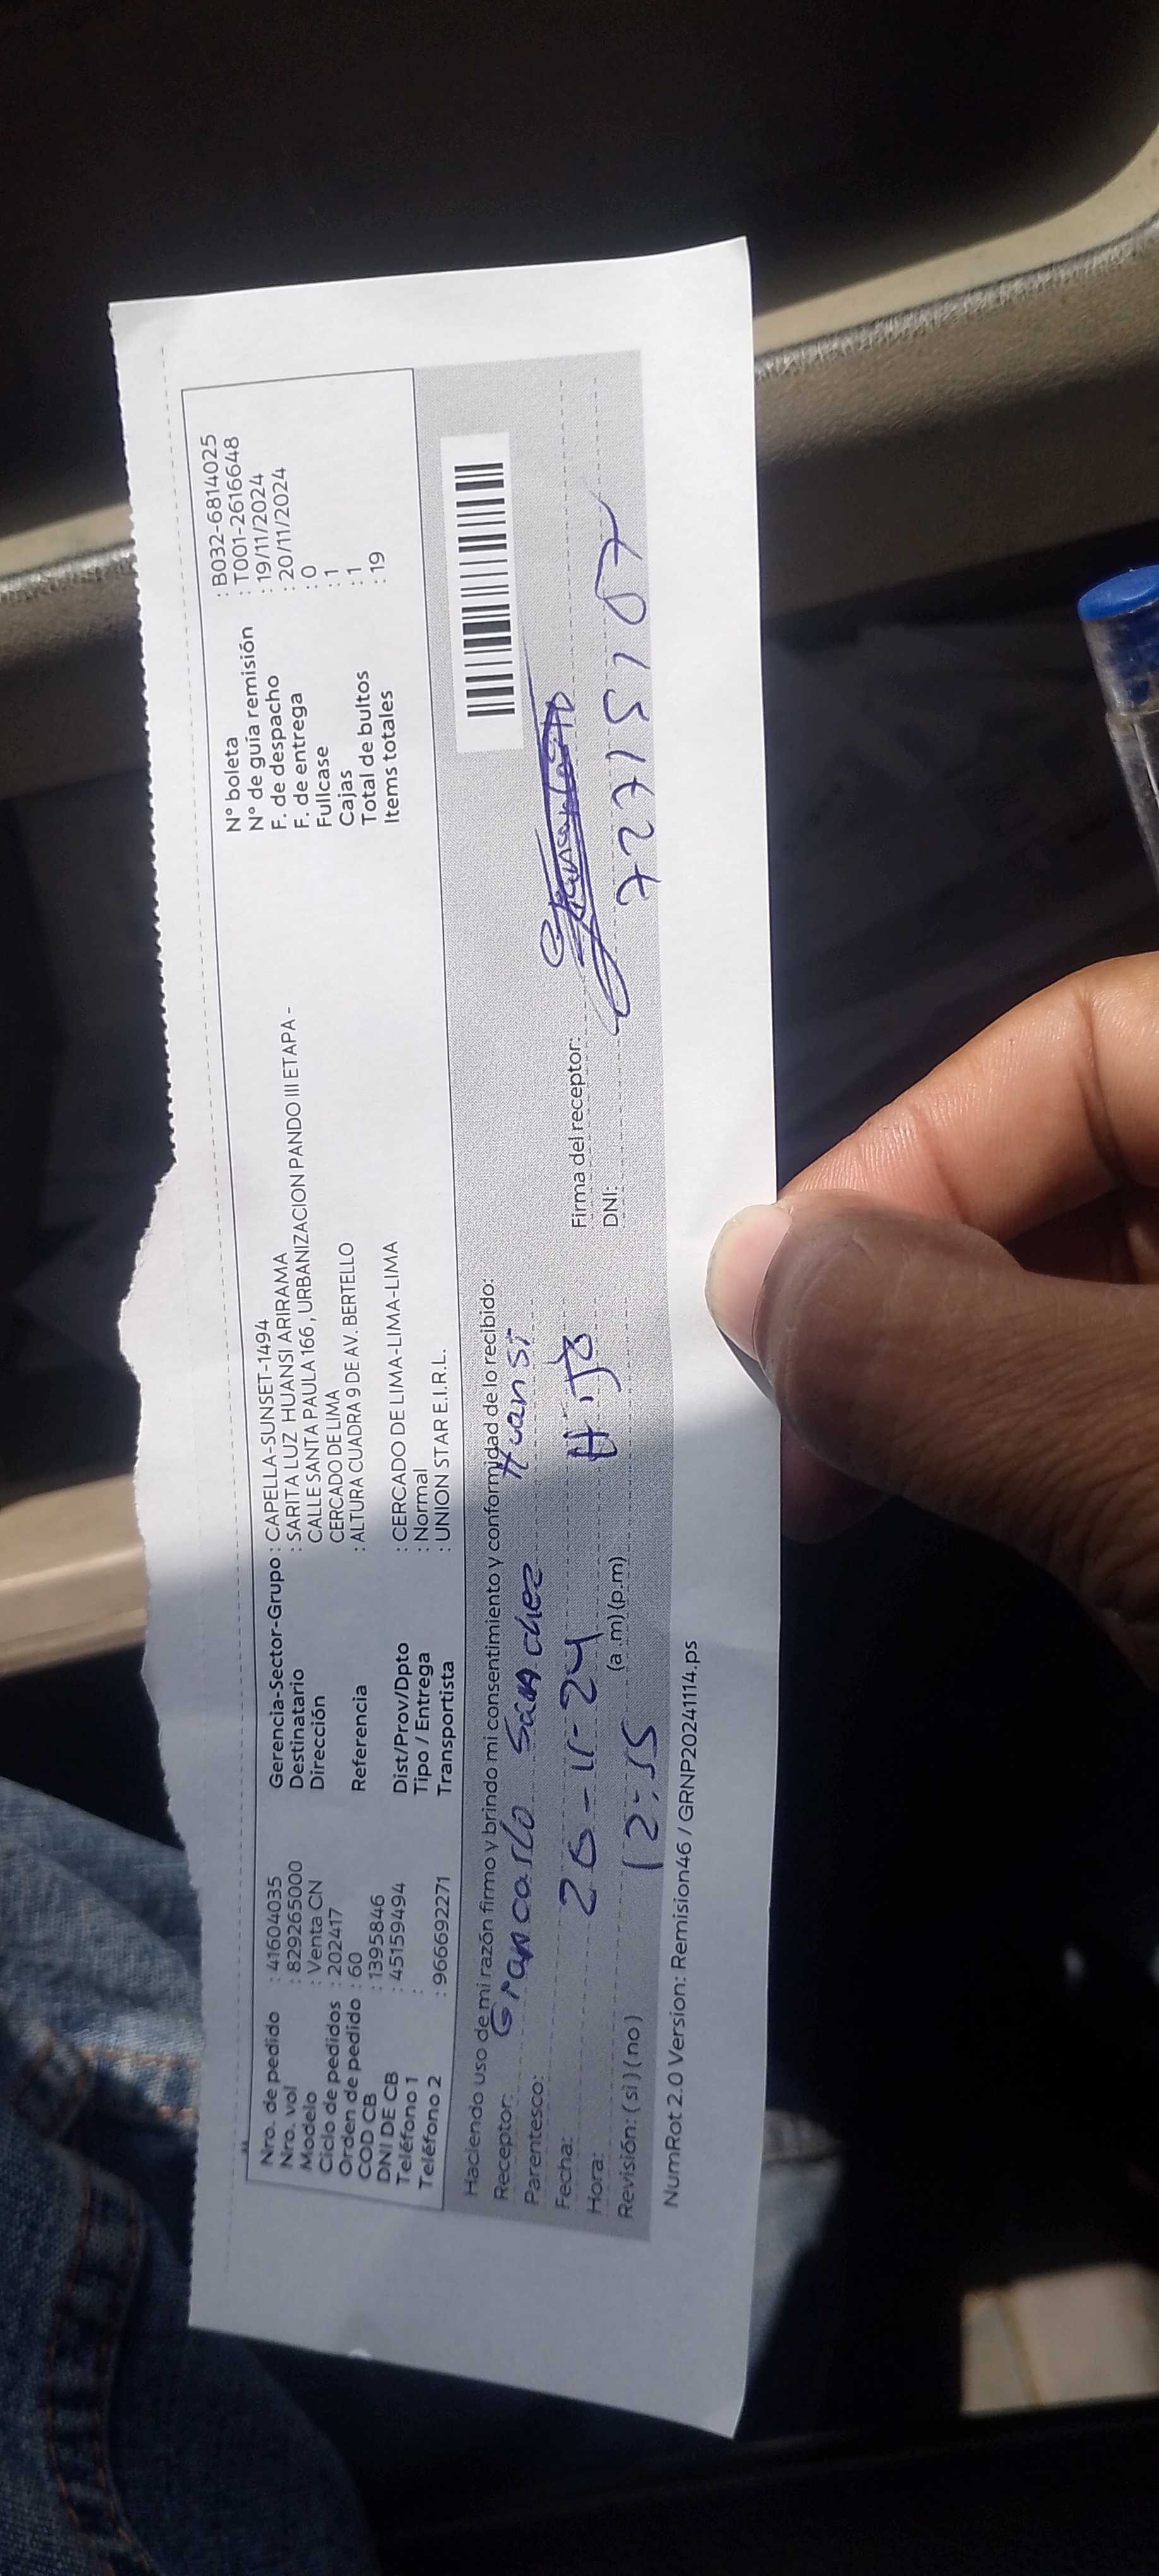 Nro. de pedido : 41604035
Nro. vol : 829265000
Modelo : Venta CN
Ciclo de pedidos : 202417
Orden de pedido : 60
COD CB : 1395846
DNI DE CB : 45159494
Teléfono 1 :
Teléfono 2 : 966692271
Gerencia-Sector-Grupo : CAPELLA-SUNSET-1494
Destinatario : SARITA LUZ HUANSI ARIRAMA
Dirección CALLE SANTA PAULA 166 , URBANIZACION PANDO III ETAPA -
CERCADO DE LIMA
Referencia : ALTURA CUADRA 9 DE AV. BERTELLO
Dist/Prov/Dpto : CERCADO DE LIMA-LIMA-LIMA
Tipo / Entrega : Normal
Transportista : UNION STAR E.I.R.L.
N° boleta : B032-6814025
N° de guía remisión : T001-2616648
F. de despacho : 19/11/2024
F. de entrega : 20/11/2024
Fullcase : 0
Cajas : 1
Total de bultos : 1
Items totales : 19
Haciendo uso de mi razón firmo y brindo mi consentimiento y conformidad de lo recibido:
Receptor: Giancarlo Sanchez Huansi
Parentesco: Hijo
Fecha: 20-11-24
Hora: 12:15 (a .m) (p.m)
Revisión: ( si ) ( no )
Firma del receptor:
DNI: 72715107
NumRot 2.0 Version: Remision46 / GRNP20241114.ps